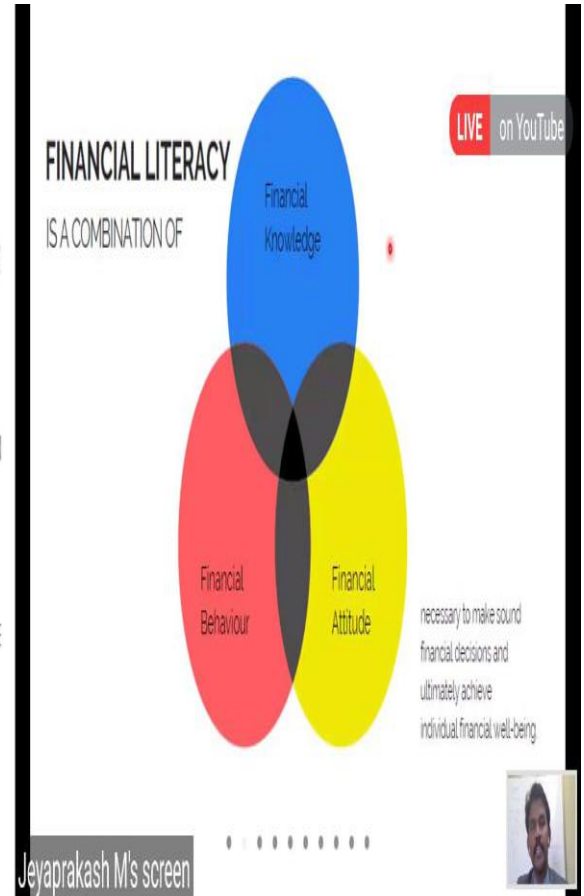 FINANCIAL LITERACY
IS A COMBINATION OF
LIVE on YouTube
Financial
Knowledge
Financial
Behaviour
Financial
Attitude
necessary to make sound
financial decisions and
ultimately achieve
individual financial well-being.
Jeyaprakash M's screen